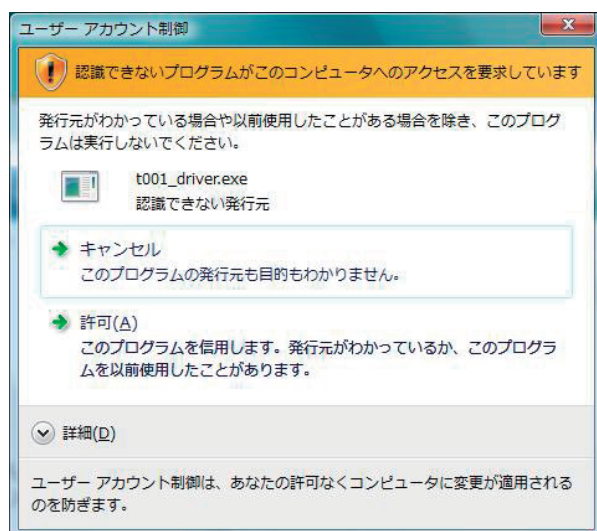 ユーザー アカウント制御
認識できないプログラムがこのコンピュータへのアクセスを要求しています
発行元がわかっている場合や以前使用したことがある場合を除き、このプログ
ラムは実行しないでください。
t001_driver.exe
認識できない発行元
キャンセル
このプログラムの発行元も目的もわかりません。
許可(A)
このプログラムを信用します。発行元がわかっているか、このプログラ
ムを以前使用したことがあります。
詳細(D)
ユーザー アカウント制御は、あなたの許可なくコンピュータに変更が適用される
のを防ぎます。